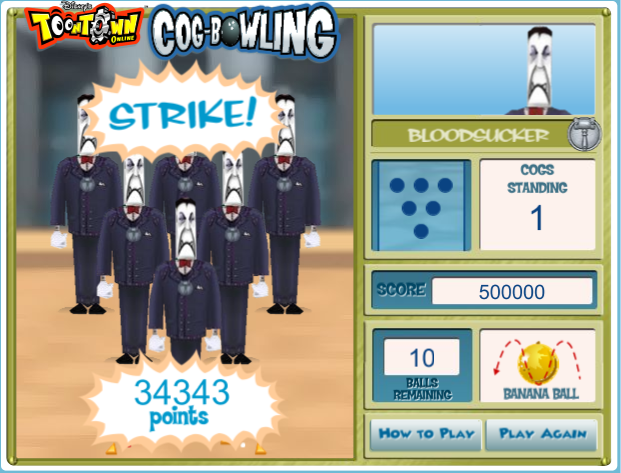 Disney's
TOONTOWN
ONLINE
COG-BOWLING
STRIKE!
BLOODSUCKER
COGS
STANDING
1
SCORE 500000
34343
points
10
BALLS
REMAINING
BANANA BALL
HOW TO PLAY
PLAY AGAIN